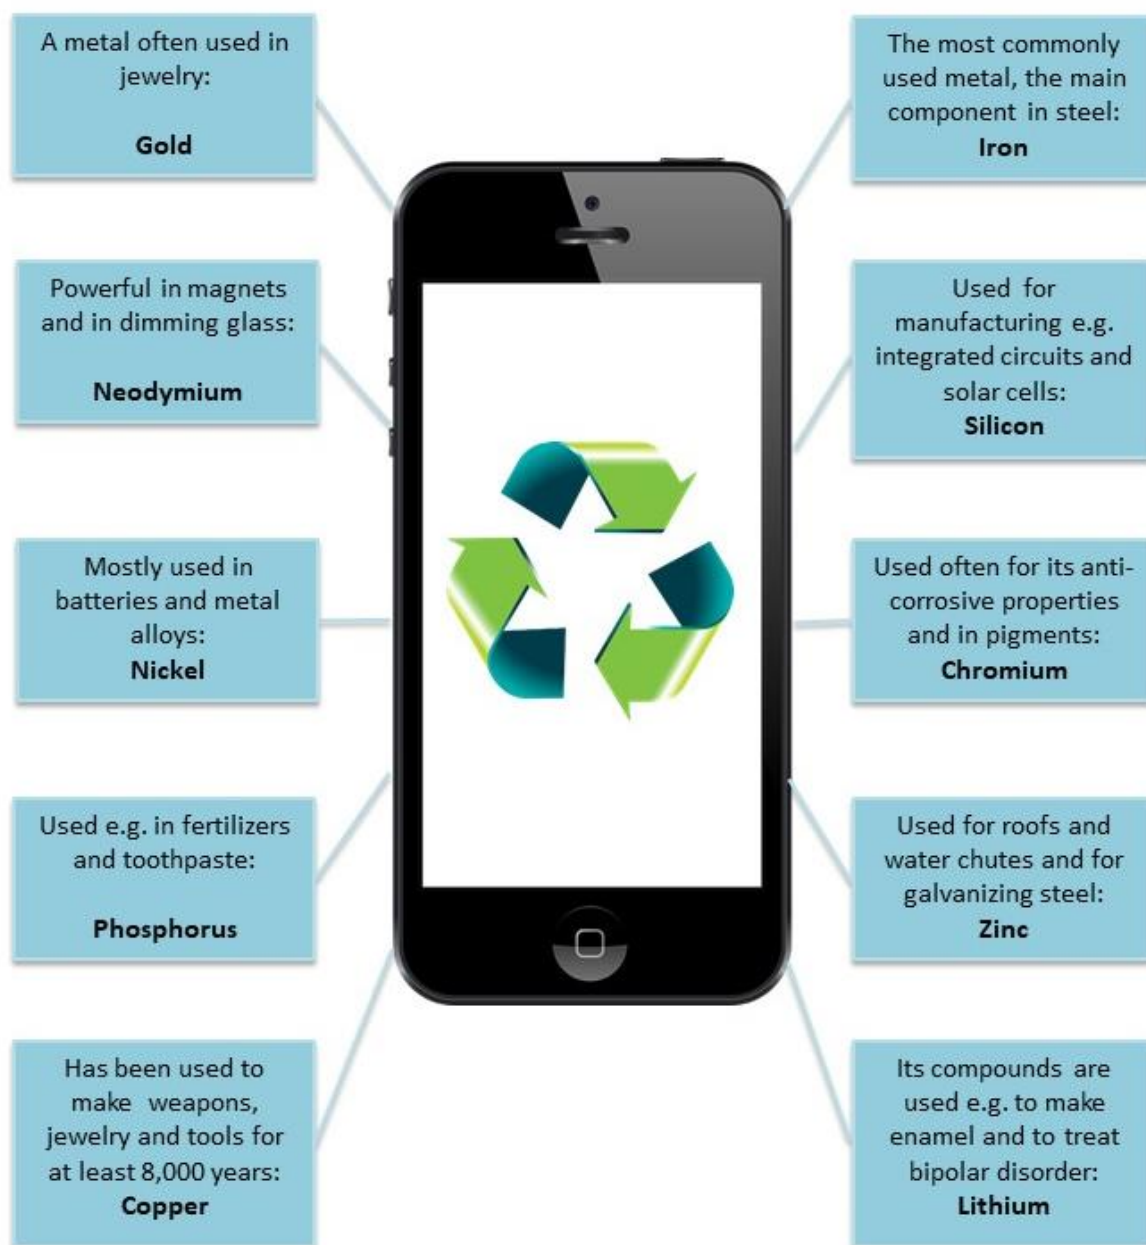 A metal often used in
jewelry:
Gold
Powerful in magnets
and in dimming glass:
Neodymium
Mostly used in
batteries and metal
alloys:
Nickel
Used e.g. in fertilizers
and toothpaste:
Phosphorus
Has been used to
make weapons,
jewelry and tools for
at least 8,000 years:
Copper
The most commonly
used metal, the main
component in steel:
Iron
Used for
manufacturing e.g.
integrated circuits and
solar cells:
Silicon
Used often for its anti-
corrosive properties
and in pigments:
Chromium
Used for roofs and
water chutes and for
galvanizing steel:
Zinc
Its compounds are
used e.g. to make
enamel and to treat
bipolar disorder:
Lithium